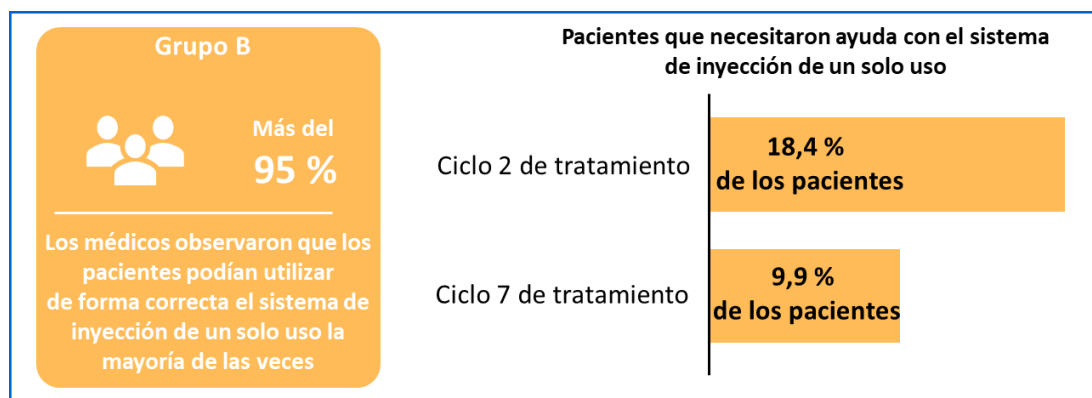 Grupo B
Más del
95 %
Los médicos observaron que los
pacientes podían utilizar
de forma correcta el sistema de
inyección de un solo uso la
mayoría de las veces
Pacientes que necesitaron ayuda con el sistema
de inyección de un solo uso
Ciclo 2 de tratamiento
18,4 %
de los pacientes
Ciclo 7 de tratamiento
9,9 %
de los pacientes